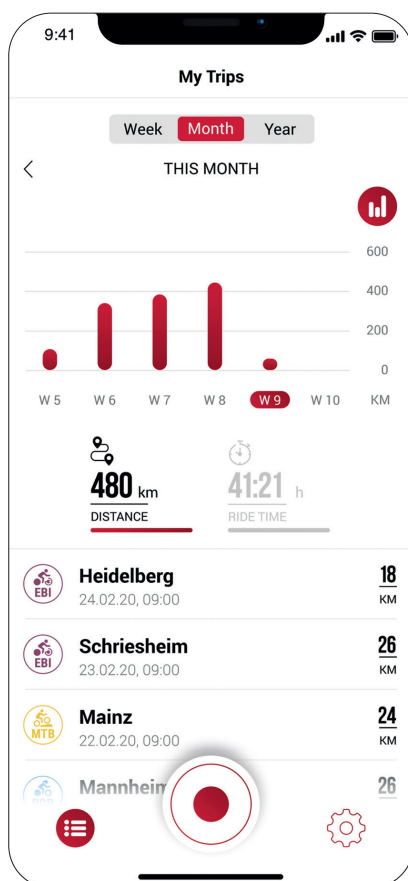 9:41
My Trips
Week Month Year
THIS MONTH
600
400
200
0
W 5 W 6 W 7 W 8 W 9 W 10 KM
480 km 41:21 h
DISTANCE RIDE TIME
Heidelberg 18
EBI 24.02.20, 09:00 KM
Schriesheim 26
EBI 23.02.20, 09:00 KM
Mainz 24
MTB 22.02.20, 09:00 KM
Mannheim 26